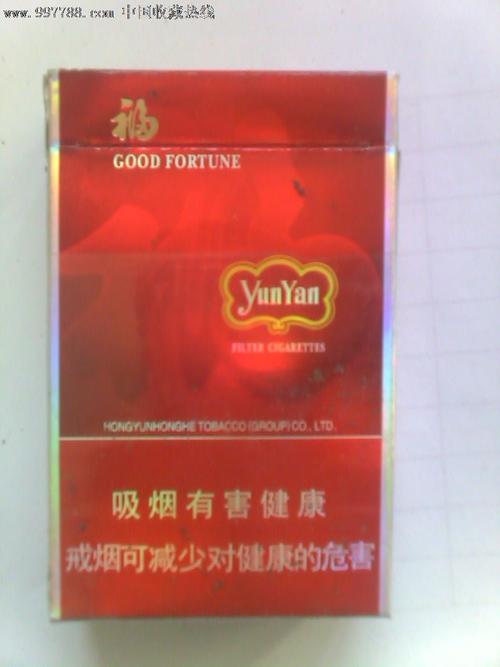 www.997788.com 中国收藏热线
福
GOOD FORTUNE
YunYan
FILTER CIGARETTES
HONGYUNHONGHE TOBACCO (GROUP) CO., LTD.
吸烟有害健康
戒烟可减少对健康的危害